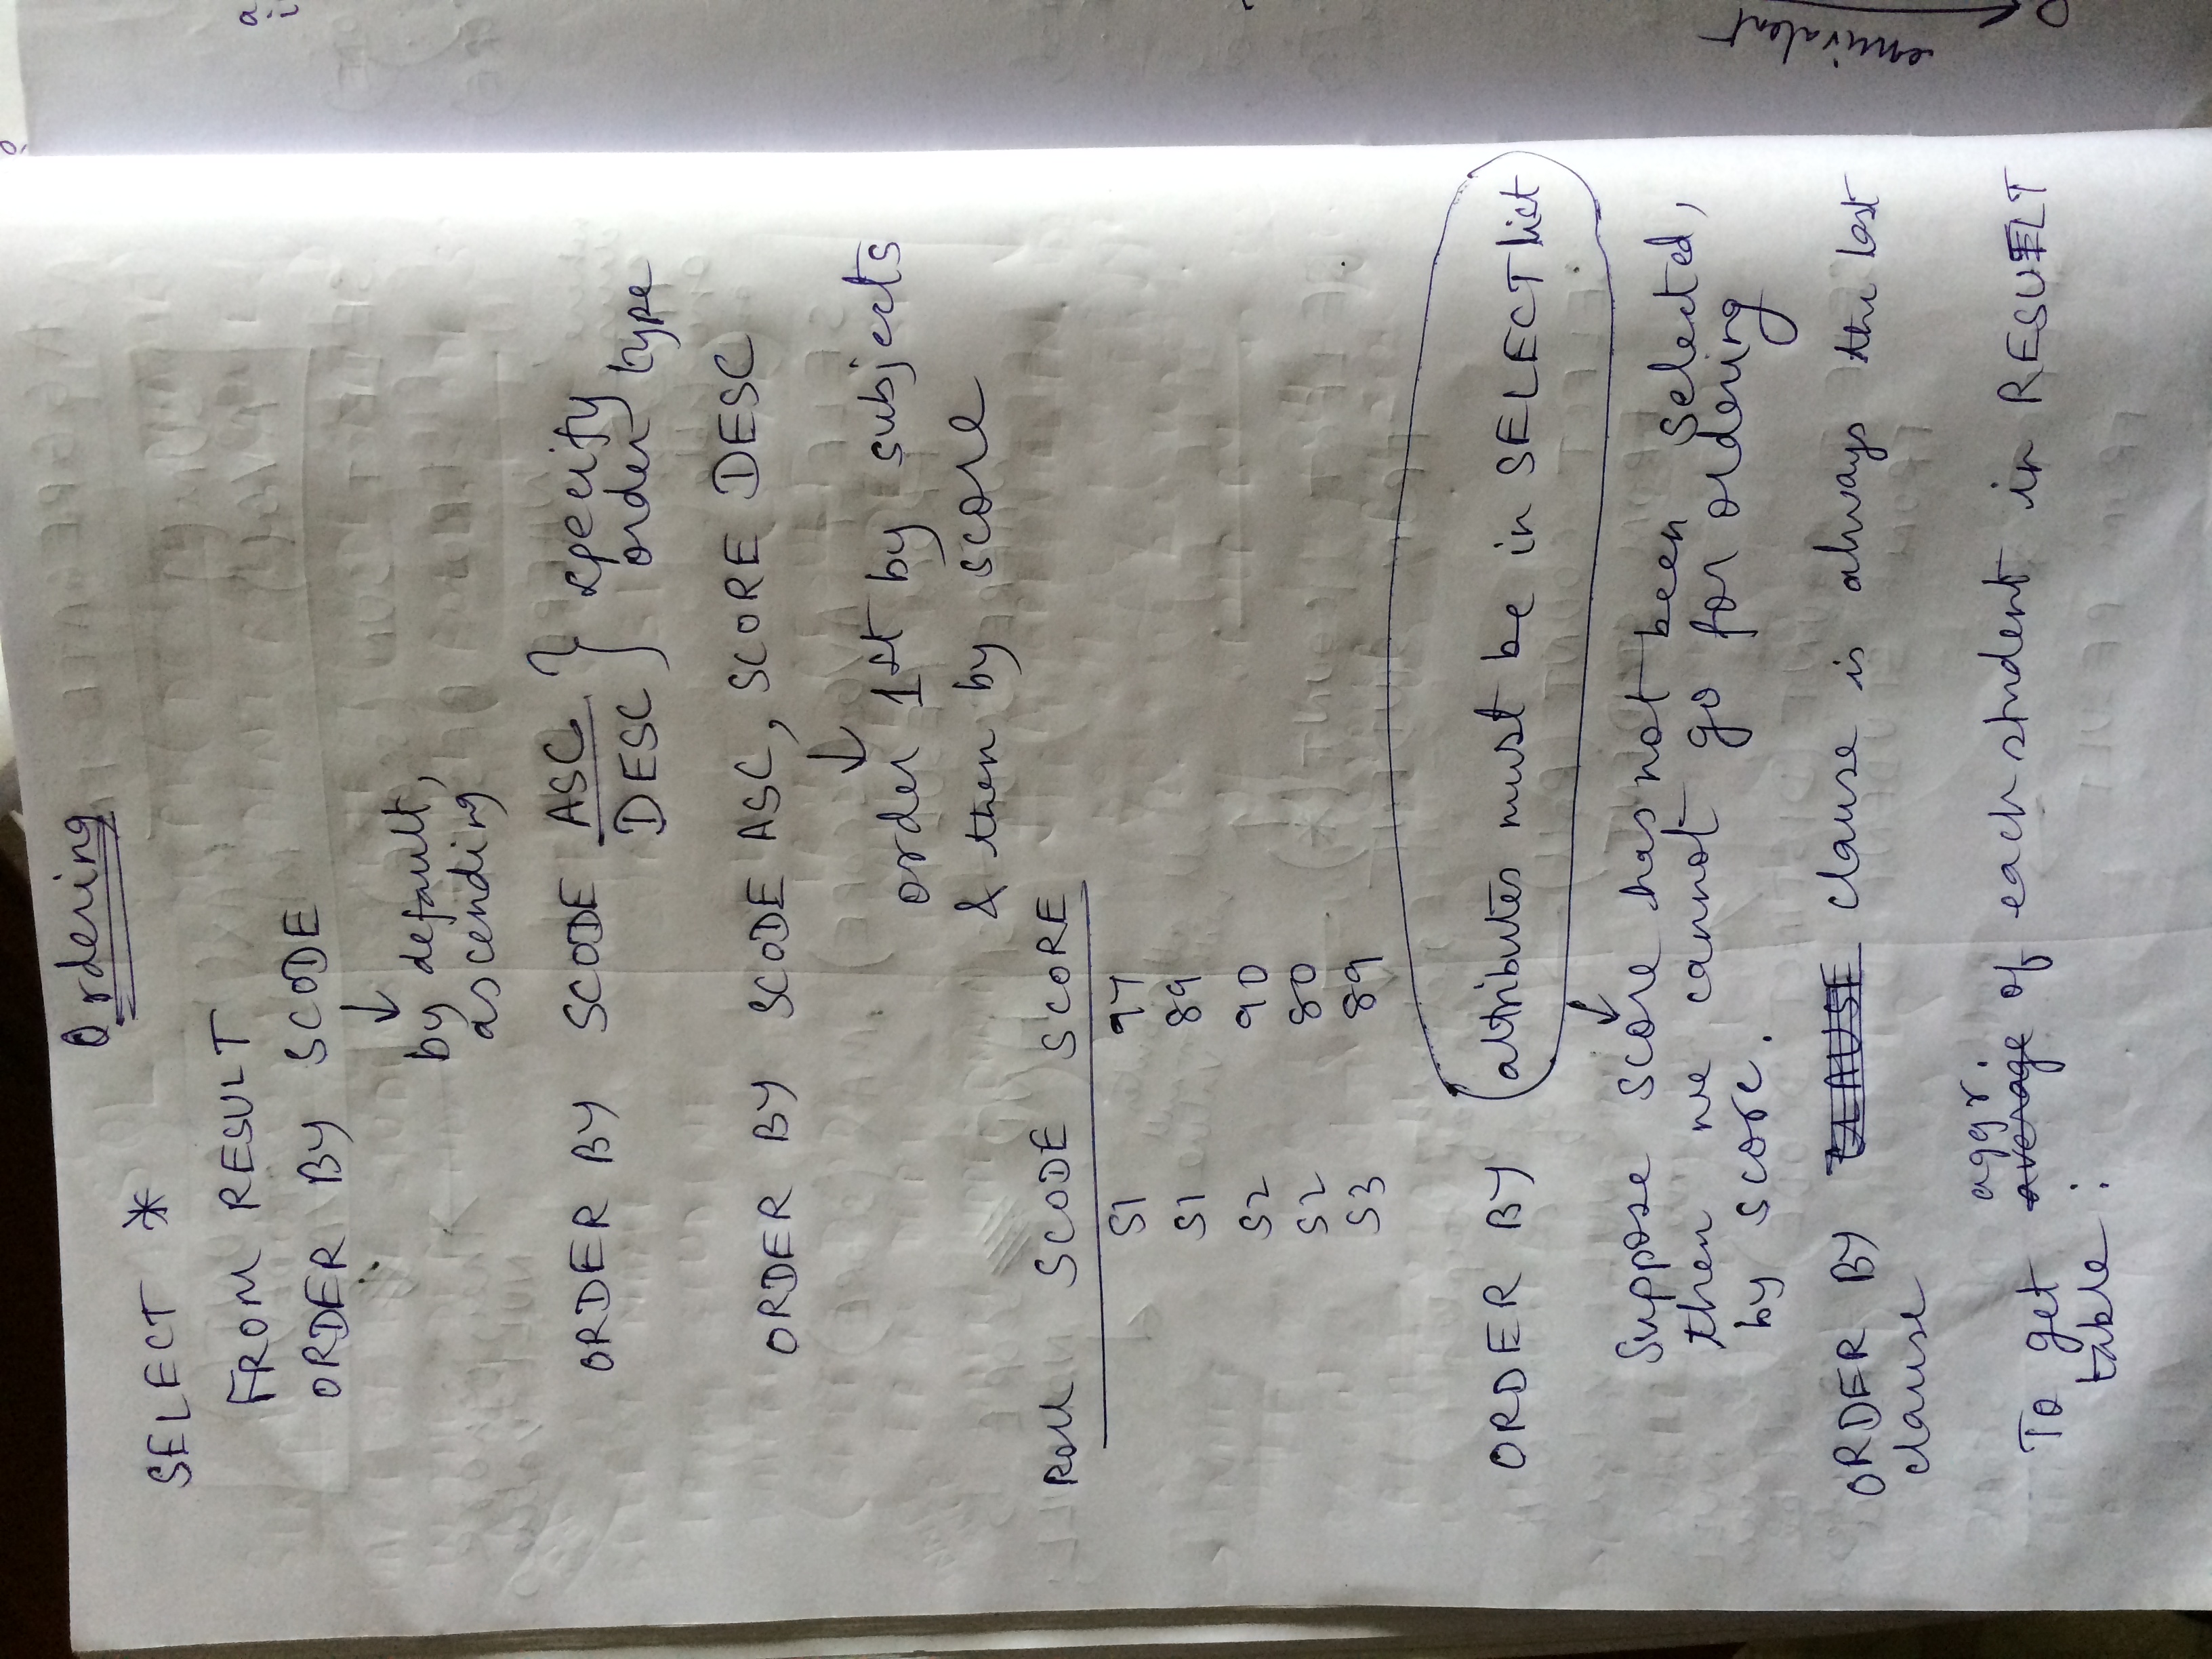 Ordering
SELECT *
FROM RESULT
ORDER BY SCODE
↓
by default,
ascending
ORDER BY SCODE ASC } specify
DESC order type
ORDER BY SCODE ASC, SCORE DESC
↓
order 1st by subjects
& then by score
Roll SCODE SCORE
S1 97
S1 89
S2 90
S2 80
S3 89
ORDER BY (attributes must be in SELECT list
↓
Suppose score has not been selected,
then we cannot go for ordering
by score.
ORDER BY CLAUSE clause is always the last
clause
aggr.
To get average of each student in RESULT
table :